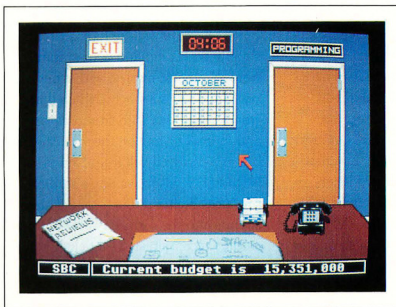 EXIT
04:06
PROGRAMMING
OCTOBER
NETWORK
REVIEWS
SBC Current budget is 15,351,000